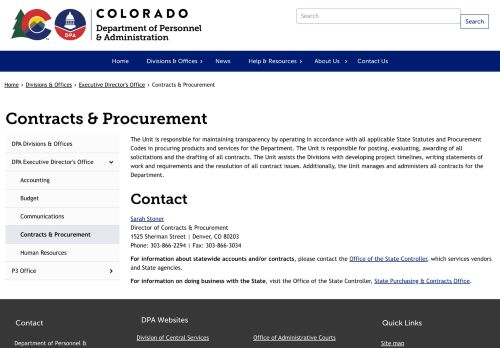 COLORADO
Department of Personnel
& Administration
DPA
Search
Search
Home
Divisions & Offices ›
News
Help & Resources ›
About Us ›
Contact Us
Home › Divisions & Offices › Executive Director's Office › Contracts & Procurement
Contracts & Procurement
DPA Divisions & Offices
DPA Executive Director's Office
Accounting
Budget
Communications
Contracts & Procurement
Human Resources
P3 Office
The Unit is responsible for maintaining transparency by operating in accordance with all applicable State Statutes and Procurement
Codes in procuring products and services for the Department. The Unit is responsible for posting, evaluating, awarding of all
solicitations and the drafting of all contracts. The Unit assists the Divisions with developing project timelines, writing statements of
work and requirements and the resolution of all contract issues. Additionally, the Unit manages and administers all contracts for the
Department.
Contact
Sarah Stoner
Director of Contracts & Procurement
1525 Sherman Street | Denver, CO 80203
Phone: 303-866-2294 | Fax: 303-866-3034
For information about statewide accounts and/or contracts, please contact the Office of the State Controller, which services vendors
and State agencies.
For information on doing business with the State, visit the Office of the State Controller, State Purchasing & Contracts Office.
Contact
Department of Personnel &
DPA Websites
Division of Central Services
Office of Administrative Courts
Quick Links
Site map